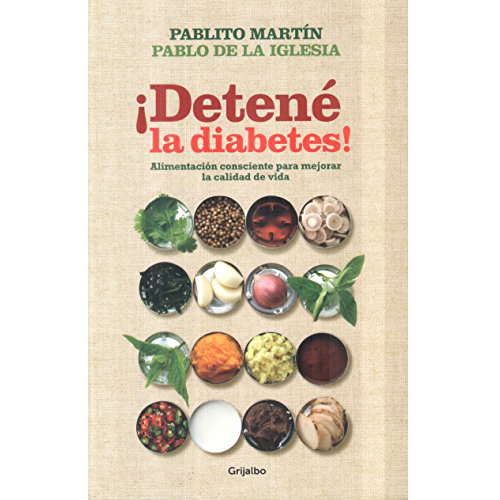 PABLITO MARTÍN
PABLO DE LA IGLESIA
¡Detené
la diabetes!
Alimentación consciente para mejorar
la calidad de vida
Grijalbo